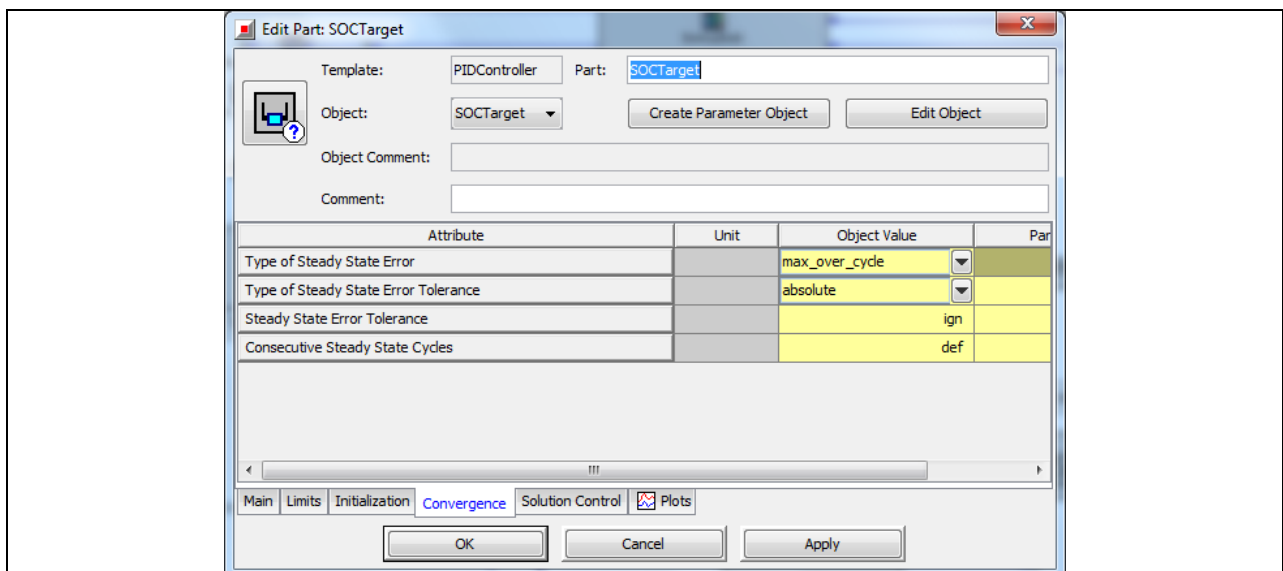 Edit Part: SOCTarget
Template: PIDController Part: SOCTarget
Object: SOCTarget Create Parameter Object Edit Object
Object Comment:
Comment:
Attribute Unit Object Value Par
Type of Steady State Error max_over_cycle
Type of Steady State Error Tolerance absolute
Steady State Error Tolerance ign
Consecutive Steady State Cycles def
Main Limits Initialization Convergence Solution Control Plots
OK Cancel Apply